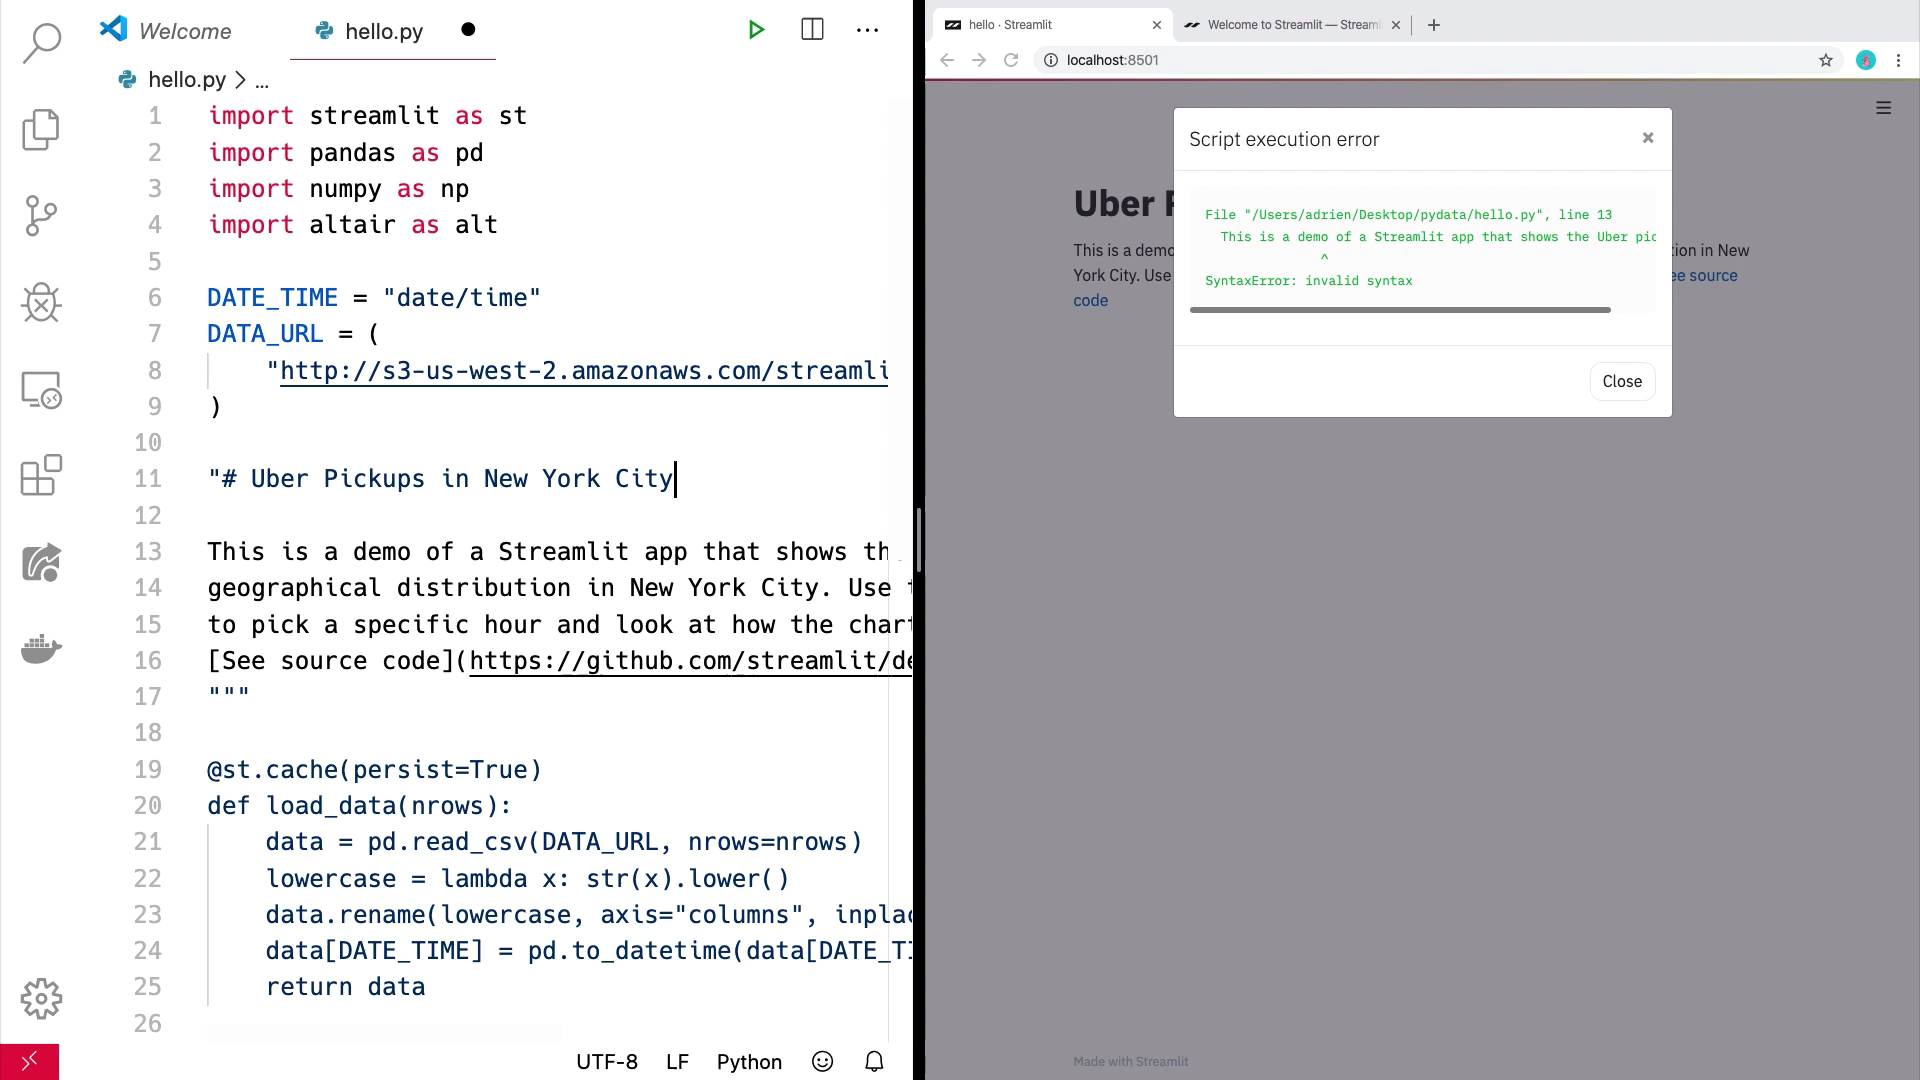 Welcome
hello.py
hello.py > ...
1 import streamlit as st
2 import pandas as pd
3 import numpy as np
4 import altair as alt
5
6 DATE_TIME = "date/time"
7 DATA_URL = (
8 "http://s3-us-west-2.amazonaws.com/streamli
9 )
10
11 "# Uber Pickups in New York City
12
13 This is a demo of a Streamlit app that shows th
14 geographical distribution in New York City. Use
15 to pick a specific hour and look at how the chart
16 [See source code](https://github.com/streamlit/de
17 """
18
19 @st.cache(persist=True)
20 def load_data(nrows):
21 data = pd.read_csv(DATA_URL, nrows=nrows)
22 lowercase = lambda x: str(x).lower()
23 data.rename(lowercase, axis="columns", inplac
24 data[DATE_TIME] = pd.to_datetime(data[DATE_TI
25 return data
26
UTF-8 LF Python
hello · Streamlit
Welcome to Streamlit — Streaml
localhost:8501
Script execution error
File "/Users/adrien/Desktop/pydata/hello.py", line 13
This is a demo of a Streamlit app that shows the Uber pic
^
SyntaxError: invalid syntax
Close
Uber
This is a demo ion in New
York City. Use ee source
code
Made with Streamlit